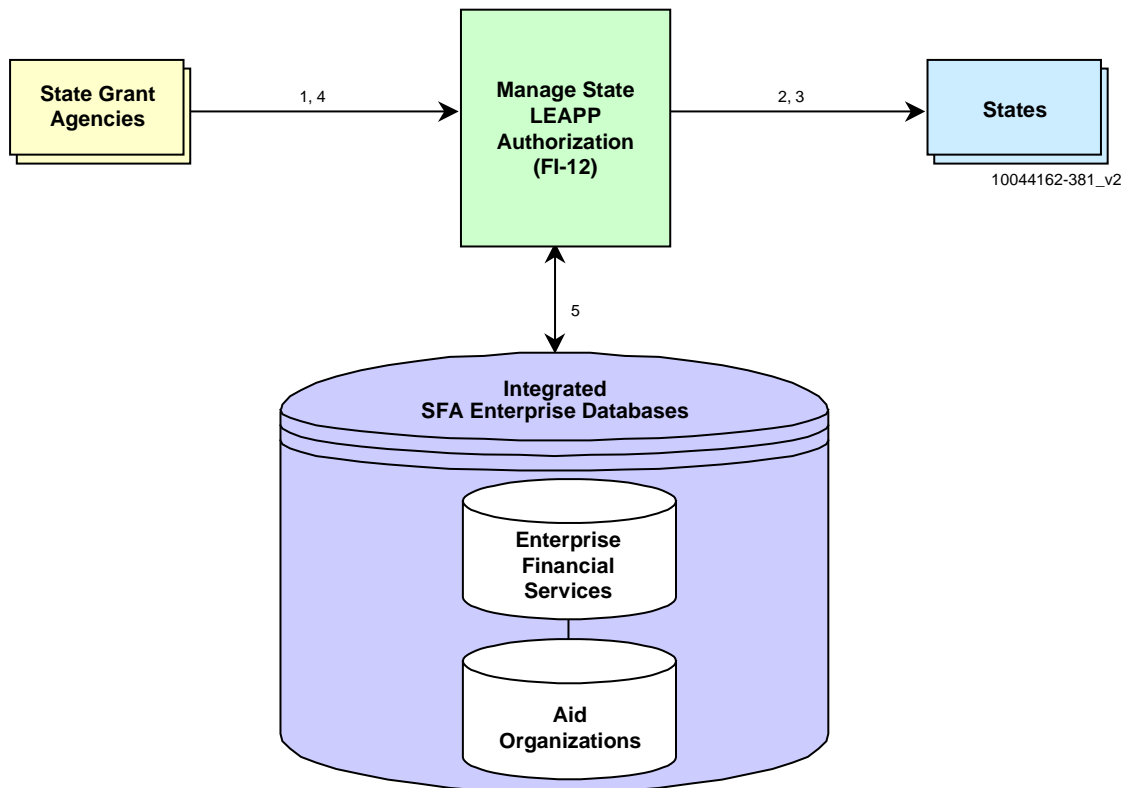 State Grant
Agencies
1, 4
Manage State
LEAPP
Authorization
(FI-12)
2, 3
States
10044162-381_v2
5
Integrated
SFA Enterprise Databases
Enterprise
Financial
Services
Aid
Organizations